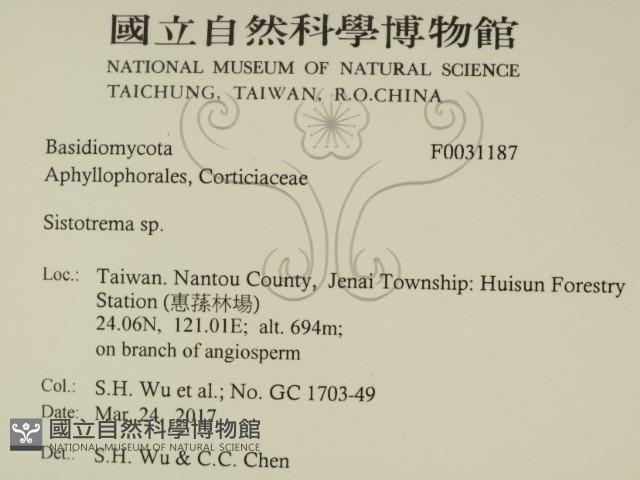 國立自然科學博物館
NATIONAL MUSEUM OF NATURAL SCIENCE
TAICHUNG, TAIWAN, R.O.CHINA
Basidiomycota F0031187
Aphyllophorales, Corticiaceae
Sistotrema sp.
Loc.: Taiwan. Nantou County, Jenai Township: Huisun Forestry
Station (惠蓀林場)
24.06N, 121.01E; alt. 694m;
on branch of angiosperm
Col.: S.H. Wu et al.; No. GC 1703-49
Date: Mar. 24, 2017
國立自然科學博物館
NATIONAL MUSEUM OF NATURAL SCIENCE
Det.: S.H. Wu & C.C. Chen